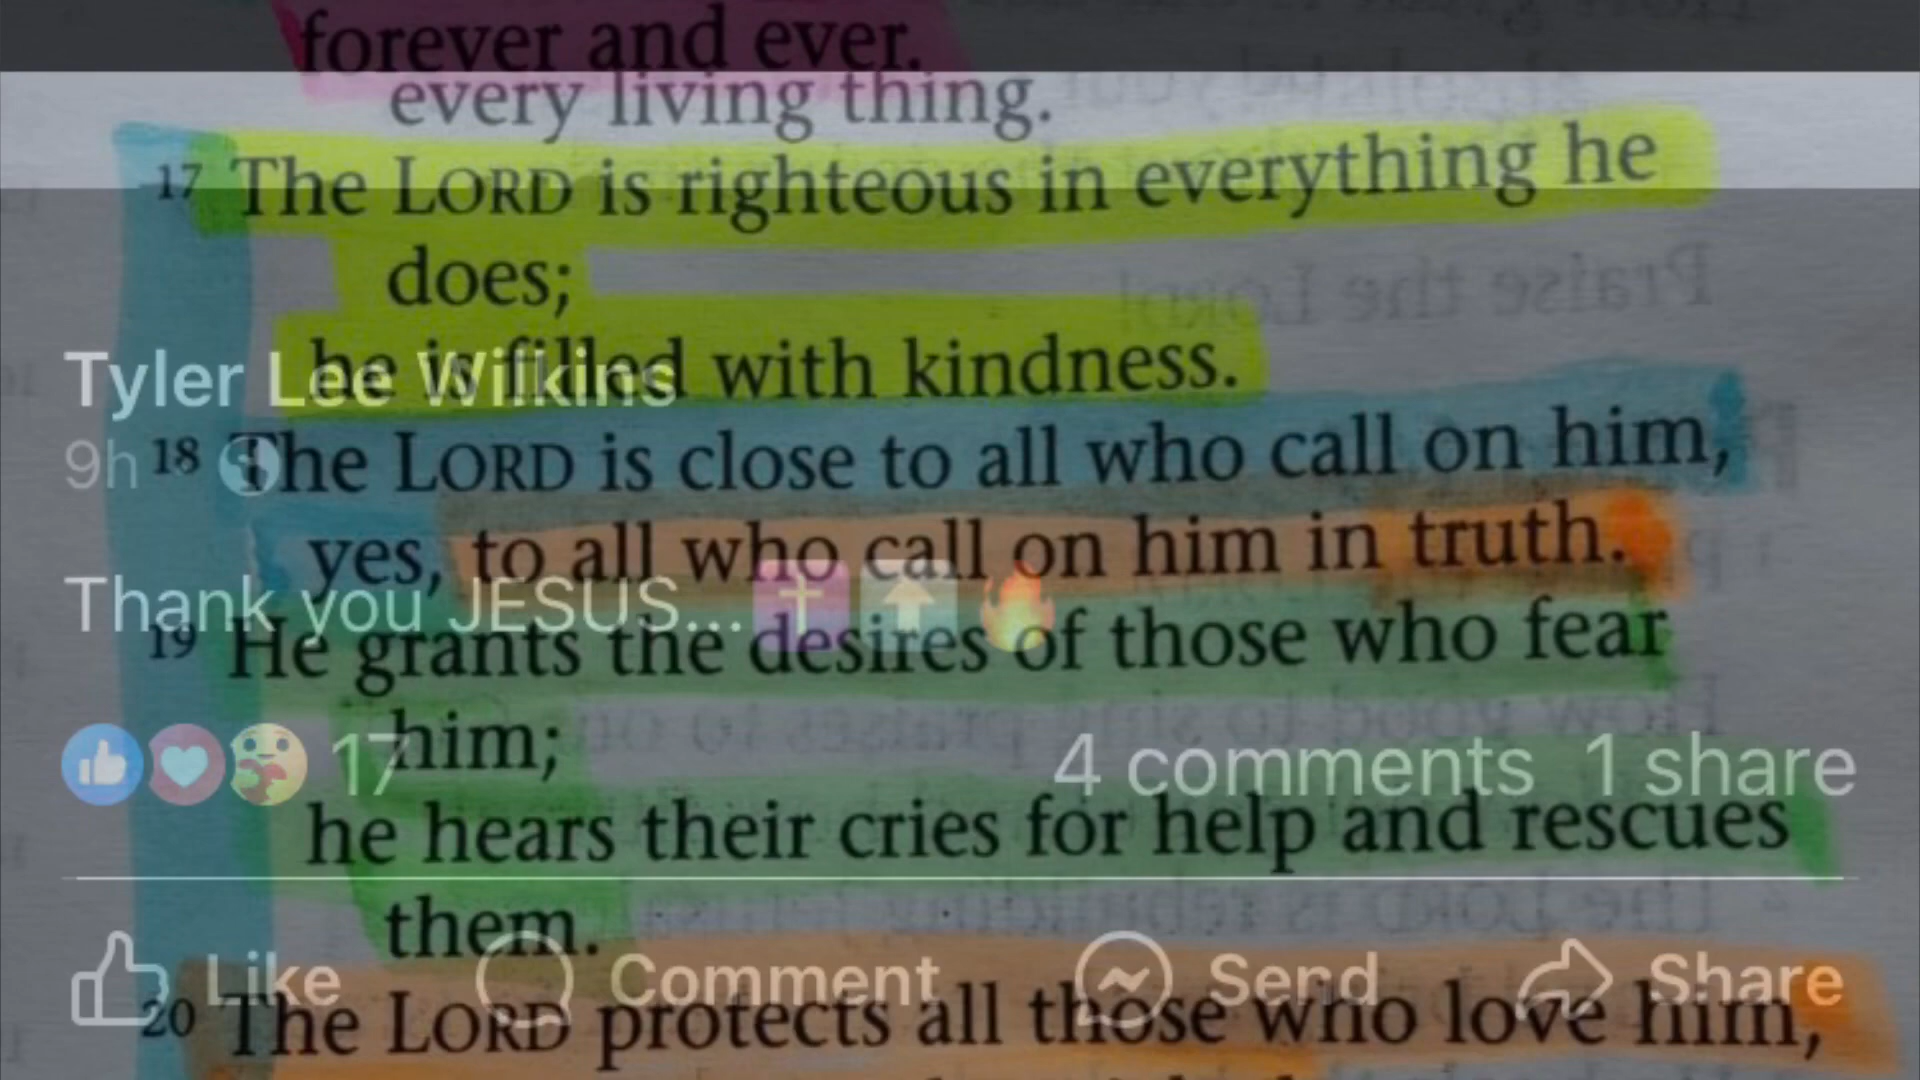 forever and ever.
every living thing.
17 The LORD is righteous in everything he
does;
he is filled with kindness.
Tyler Lee Wilkins
9h
18 The LORD is close to all who call on him,
yes, to all who call on him in truth.
Thank you JESUS...
19 He grants the desires of those who fear
him;
17
4 comments 1 share
he hears their cries for help and rescues
them.
Like Comment Send Share
20 The LORD protects all those who love him,